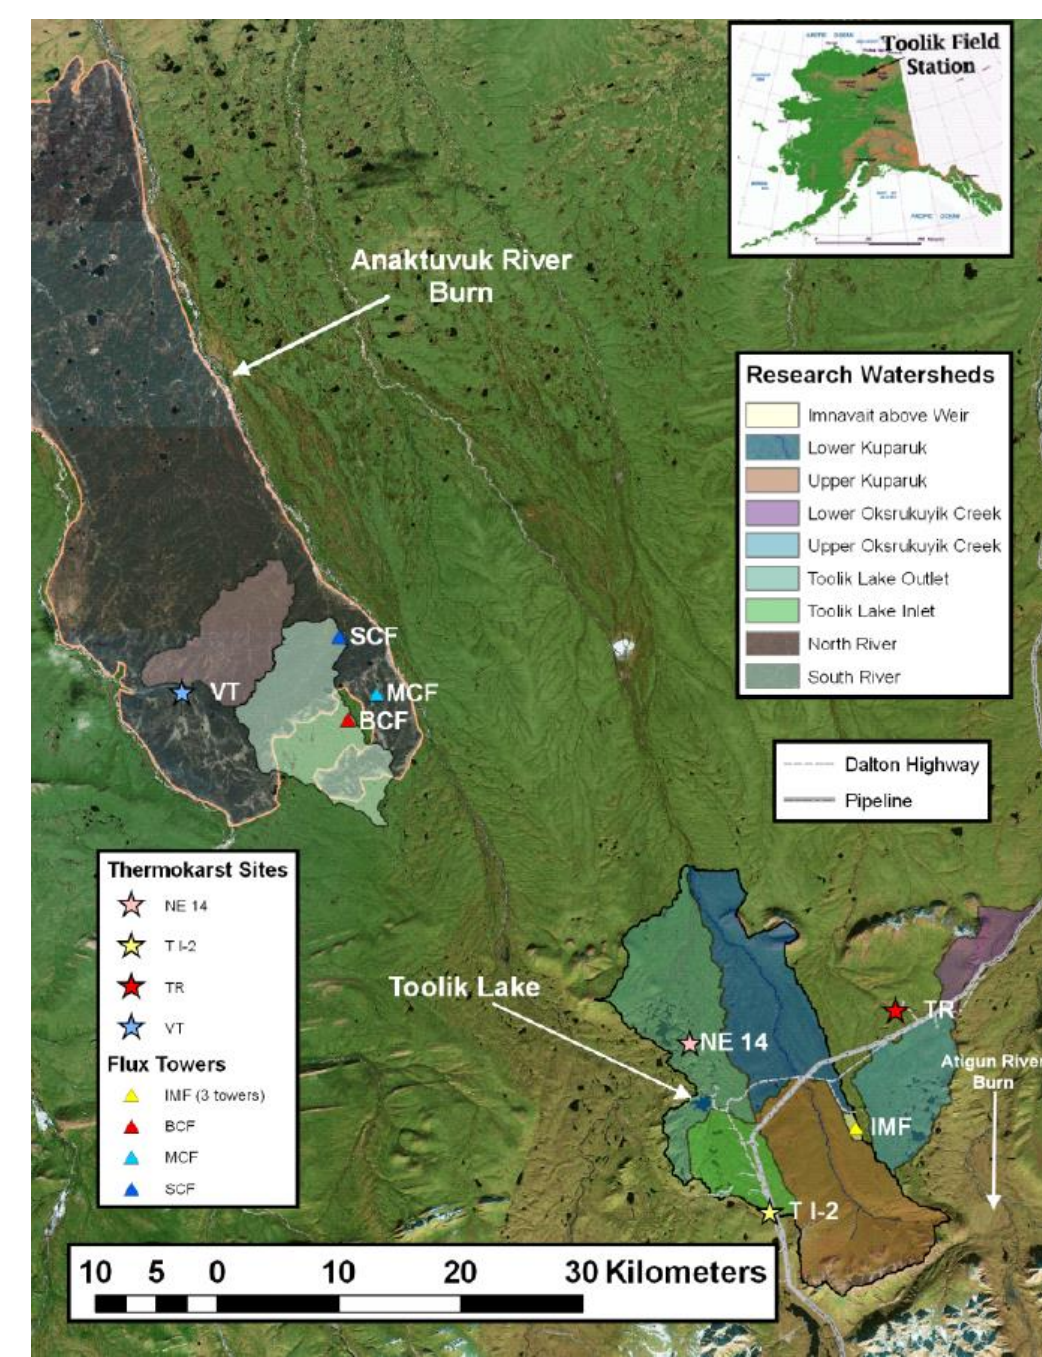 Toolik Field
Station
PACIFIC OCEAN
Anaktuvuk River
Burn
Research Watersheds
Imnavait above Weir
Lower Kuparuk
Upper Kuparuk
Lower Oksrukuyik Creek
Upper Oksrukuyik Creek
Toolik Lake Outlet
Toolik Lake Inlet
North River
South River
SCF
VT
MCF
BCF
Dalton Highway
Pipeline
Thermokarst Sites
NE 14
T I-2
TR
VT
Flux Towers
IMF (3 towers)
BCF
MCF
SCF
Toolik Lake
NE 14
TR
Atigun River
Burn
IMF
T I-2
10 5 0 10 20 30 Kilometers